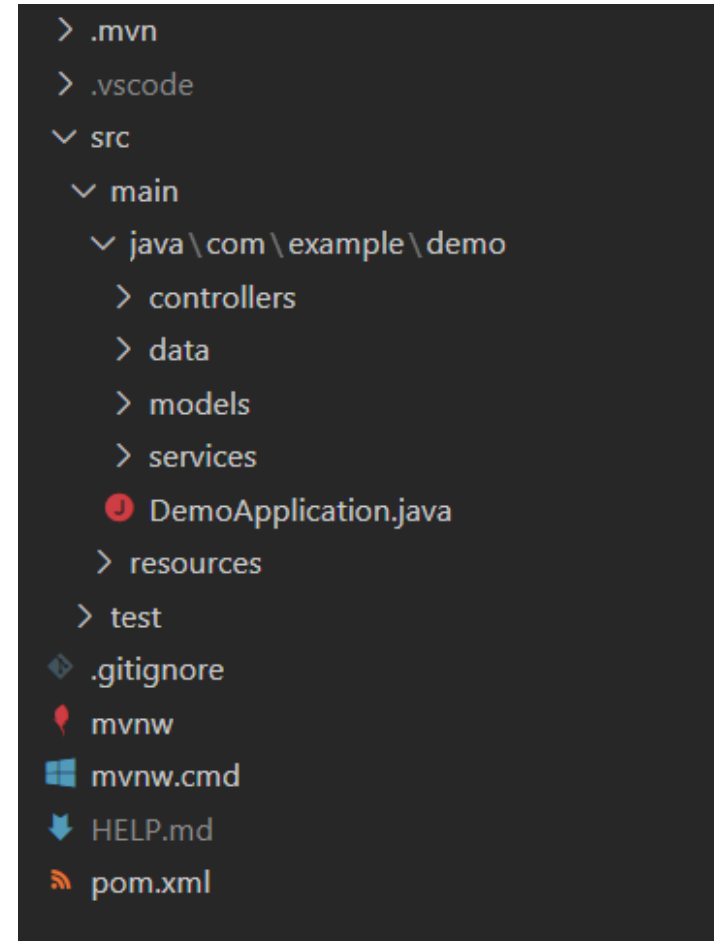 .mvn
.vscode
src
main
java\com\example\demo
controllers
data
models
services
DemoApplication.java
resources
test
.gitignore
mvnw
mvnw.cmd
HELP.md
pom.xml